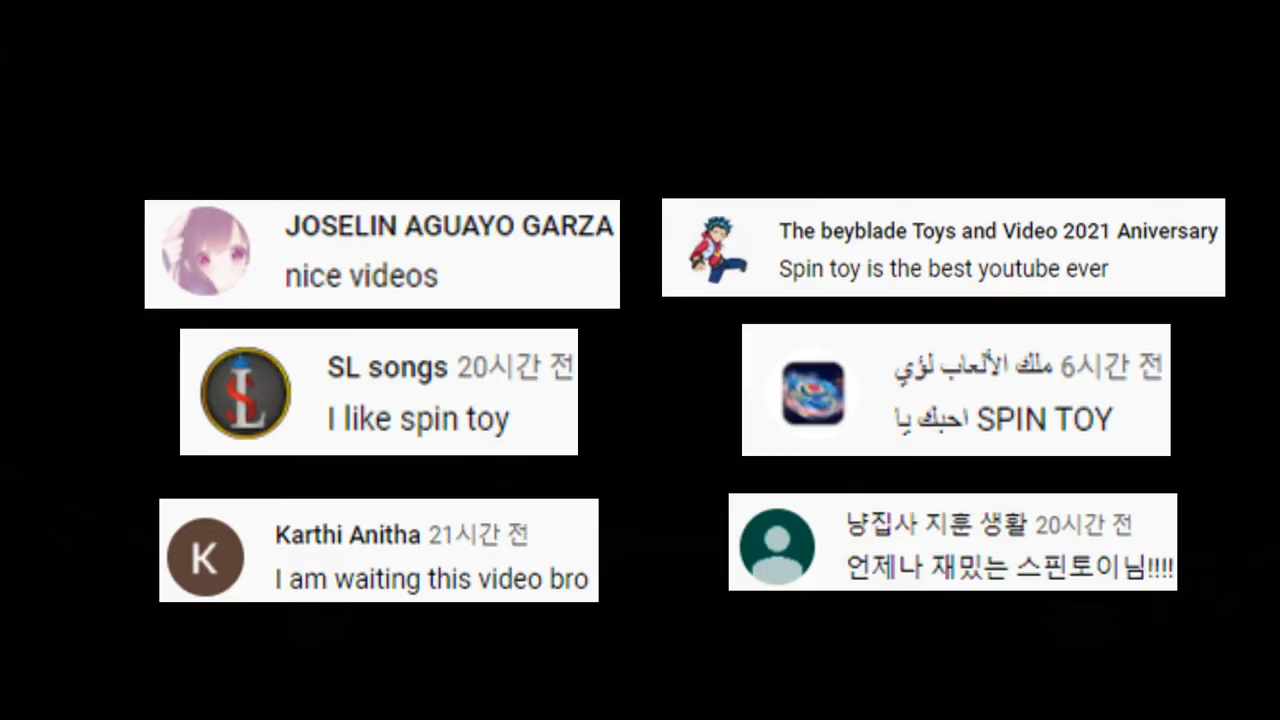 JOSELIN AGUAYO GARZA
nice videos
The beyblade Toys and Video 2021 Aniversary
Spin toy is the best youtube ever
SL songs 20시간 전
I like spin toy
ملك الألعاب لؤي 6시간 전
احبك يا SPIN TOY
Karthi Anitha 21시간 전
I am waiting this video bro
냥집사 지훈 생활 20시간 전
언제나 재밌는 스핀토이님!!!!